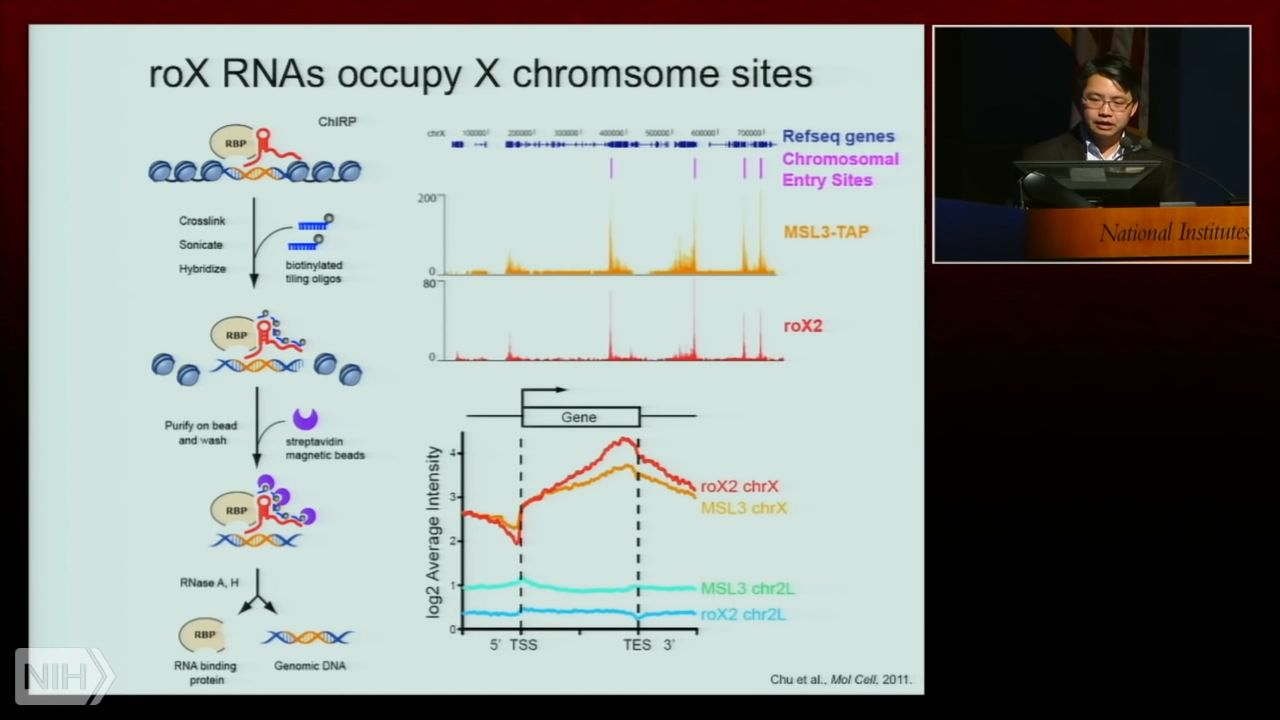 roX RNAs occupy X chromsome sites
ChIRP
RBP
Crosslink
Sonicate
Hybridize
biotinylated
tiling oligos
RBP
Purify on bead
and wash
streptavidin
magnetic beads
RBP
RNase A, H
RBP
RNA binding
protein
Genomic DNA
chrX 100000 200000 300000 400000 500000 600000 700000
Refseq genes
Chromosomal
Entry Sites
200
0
MSL3-TAP
80
0
roX2
Gene
log2 Average Intensity
4
3
2
1
0
roX2 chrX
MSL3 chrX
MSL3 chr2L
roX2 chr2L
5' TSS TES 3'
Chu et al., Mol Cell, 2011.
National Institutes
NIH